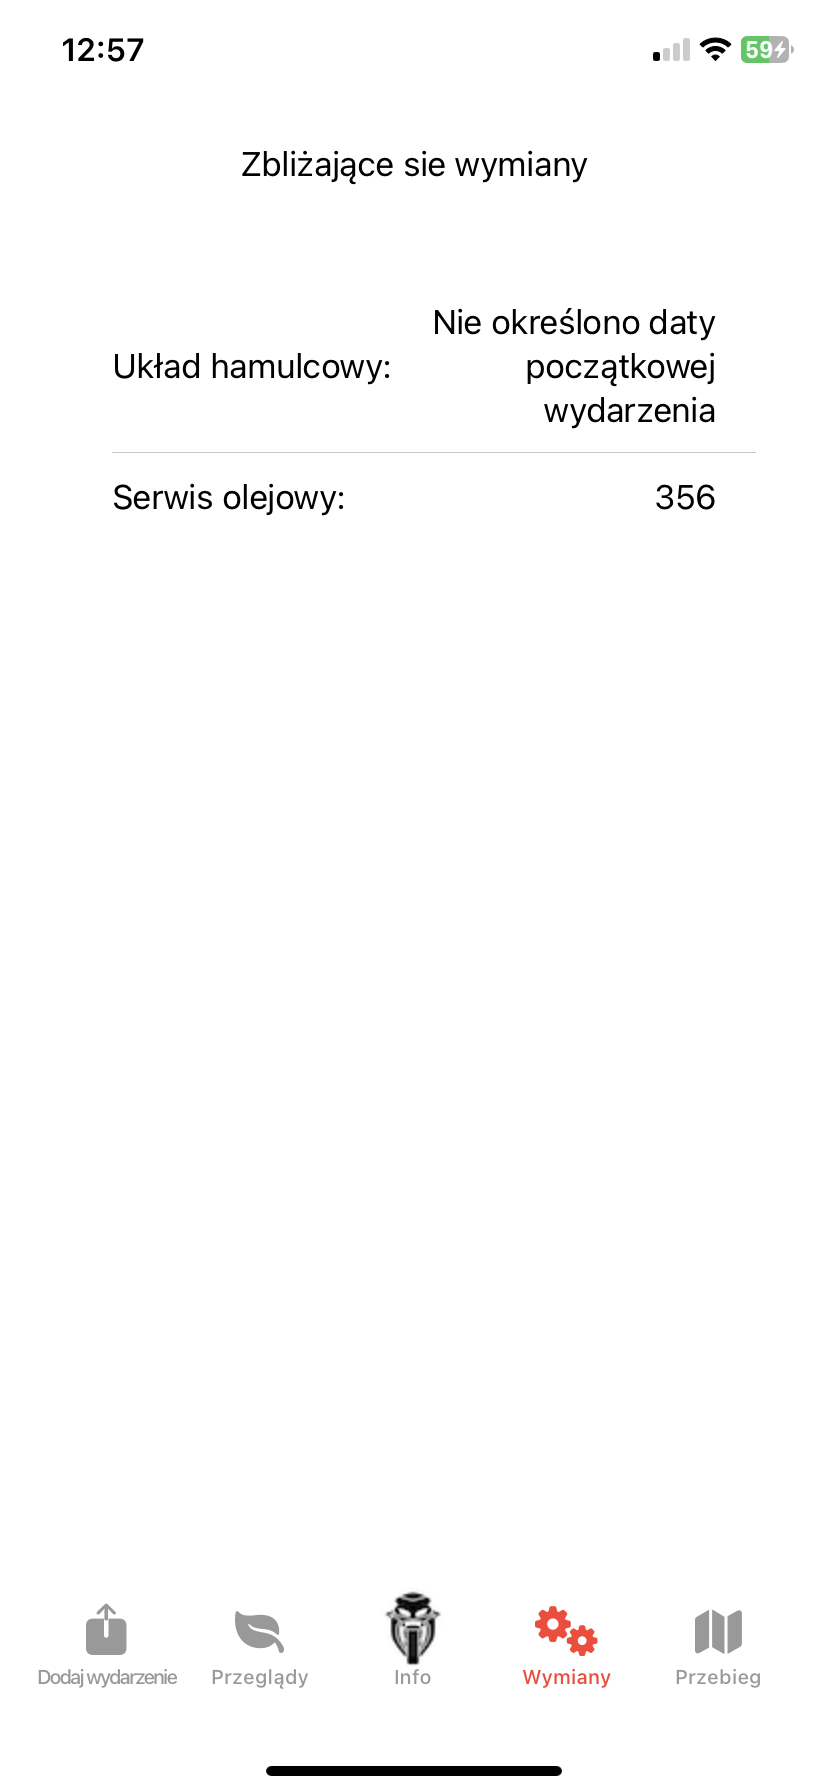 12:57
59
Zbliżające sie wymiany
Nie określono daty
Układ hamulcowy:
początkowej
wydarzenia
Serwis olejowy:
356
Dodaj wydarzenie
Przeglądy
Info
Wymiany
Przebieg